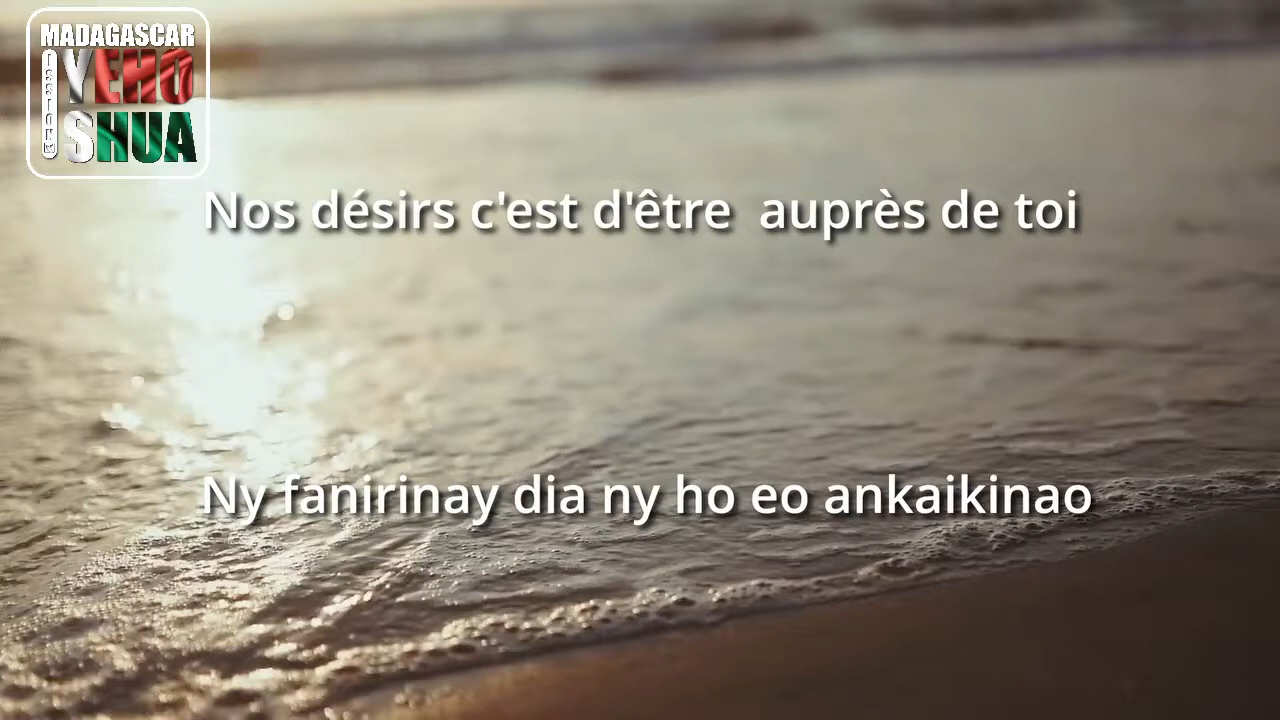 MADAGASCAR
YEHO
SHUA
Nos désirs c'est d'être  auprès de toi
Ny fanirinay dia ny ho eo ankaikinao